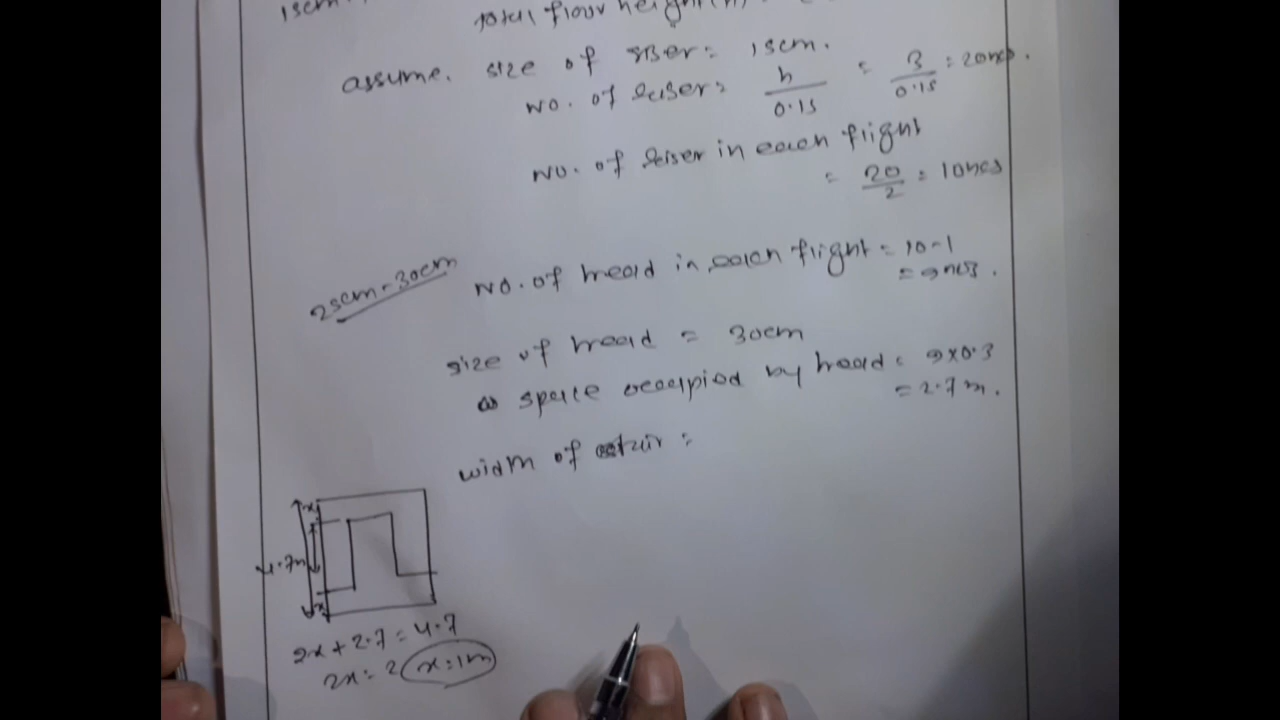 15cm
Total floor height(h) =
assume. size of riser = 15cm.
No. of riser = h/0.15 = 3/0.15 = 20nos.
No. of riser in each flight
= 20/2 = 10nos
25cm - 30cm
No. of tread in each flight = 10-1
= 9nos.
size of tread = 30cm
space occupied by tread = 9x0.3
= 2.7m.
width of stair =
x
x
4.7m
x
2x + 2.7 = 4.7
2x = 2 x = 1m